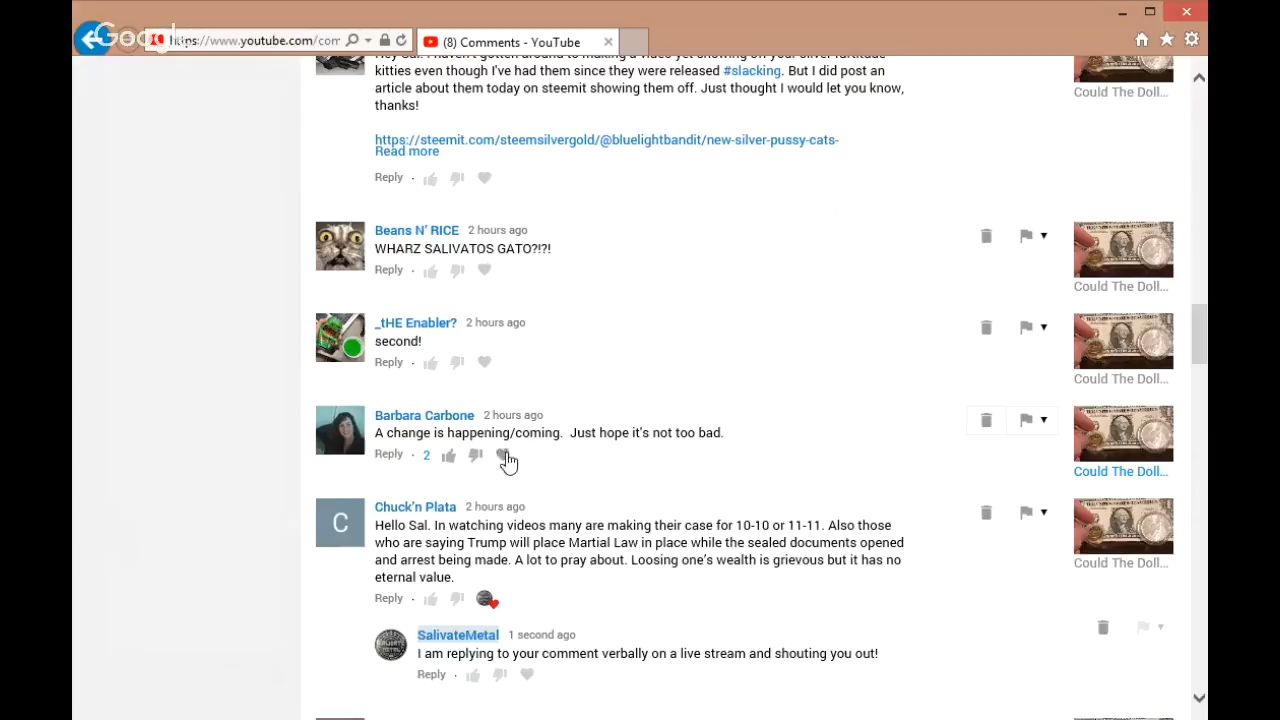 Google
https://www.youtube.com/com
(8) Comments - YouTube
kitties even though I've had them since they were released #slacking. But I did post an
article about them today on steemit showing them off. Just thought I would let you know,
thanks!
https://steemit.com/steemsilvergold/@bluelightbandit/new-silver-pussy-cats-
Read more
Reply
Could The Doll...
Beans N' RICE 2 hours ago
WHARZ SALIVATOS GATO?!?!
Reply
Could The Doll...
_tHE Enabler? 2 hours ago
second!
Reply
Could The Doll...
Barbara Carbone 2 hours ago
A change is happening/coming. Just hope it's not too bad.
Reply · 2
Could The Doll...
C
Chuck'n Plata 2 hours ago
Hello Sal. In watching videos many are making their case for 10-10 or 11-11. Also those
who are saying Trump will place Martial Law in place while the sealed documents opened
and arrest being made. A lot to pray about. Loosing one's wealth is grievous but it has no
eternal value.
Reply
Could The Doll...
SalivateMetal 1 second ago
I am replying to your comment verbally on a live stream and shouting you out!
Reply